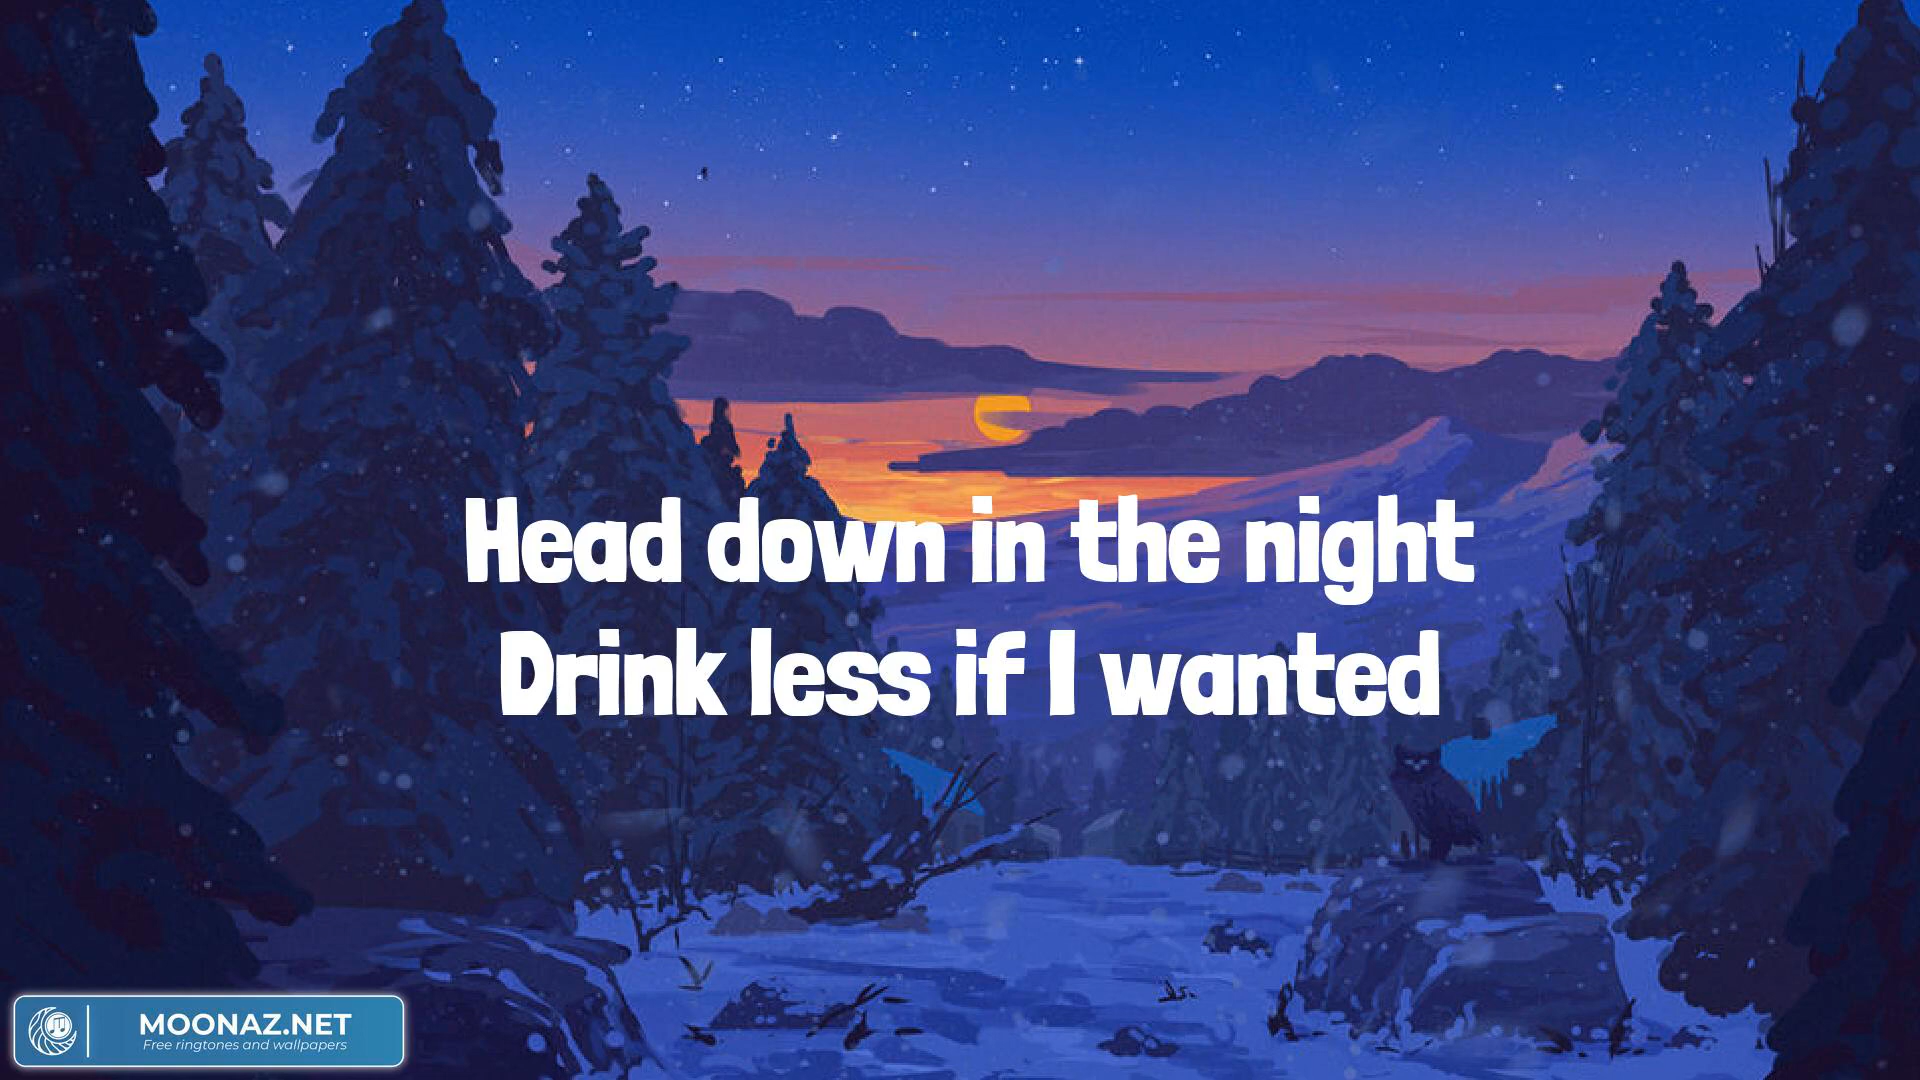 Head down in the night
Drink less if I wanted
MOONAZ.NET
Free ringtones and wallpapers